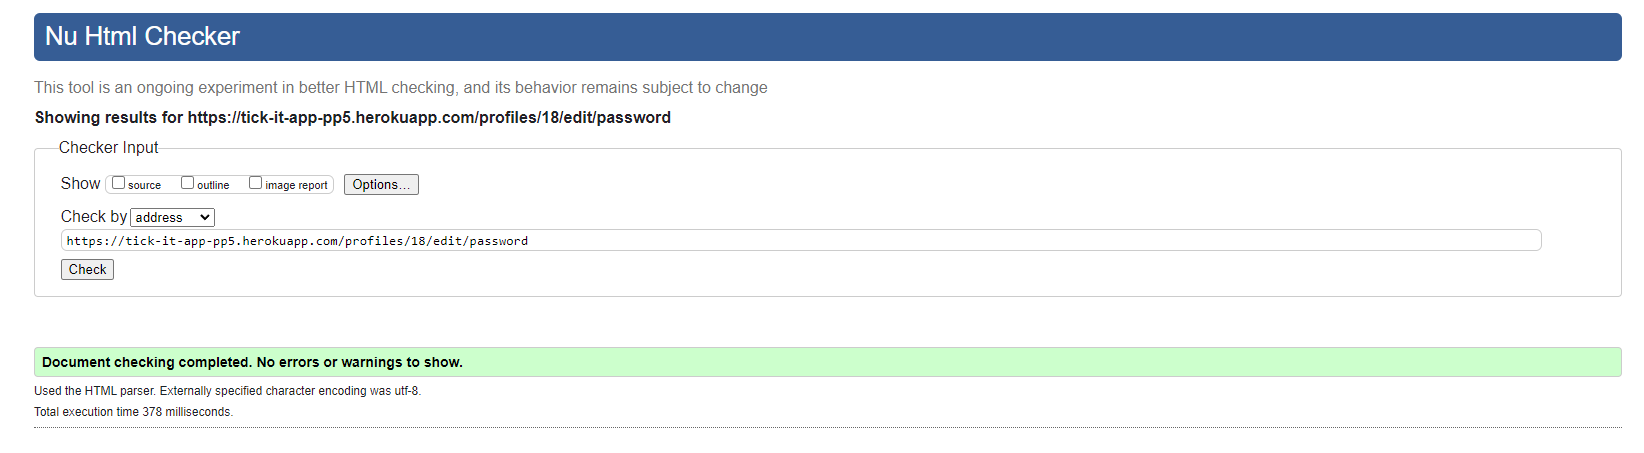 Nu Html Checker
This tool is an ongoing experiment in better HTML checking, and its behavior remains subject to change
Showing results for https://tick-it-app-pp5.herokuapp.com/profiles/18/edit/password
Checker Input
Show source outline image report Options...
Check by address
https://tick-it-app-pp5.herokuapp.com/profiles/18/edit/password
Check
Document checking completed. No errors or warnings to show.
Used the HTML parser. Externally specified character encoding was utf-8.
Total execution time 378 milliseconds.